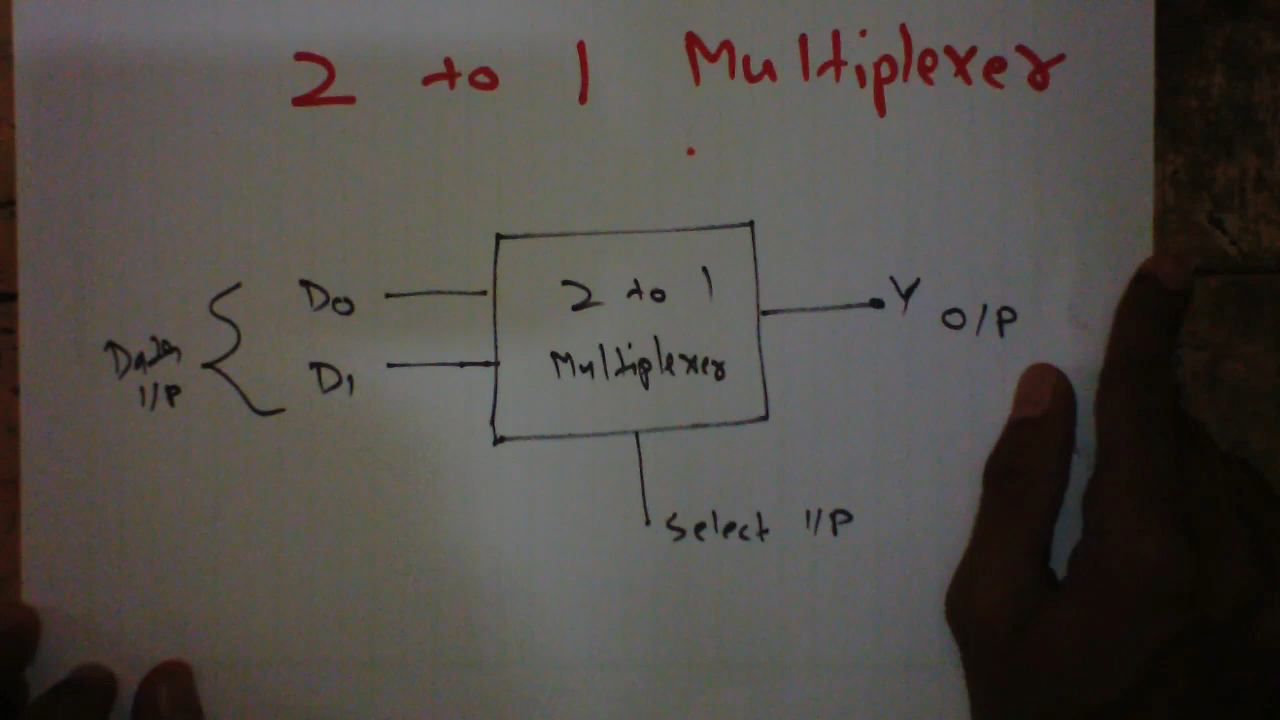 2 to 1 Multiplexer
D0
2 to 1
Y O/P
Data
I/P
D1
Multiplexer
Select I/P